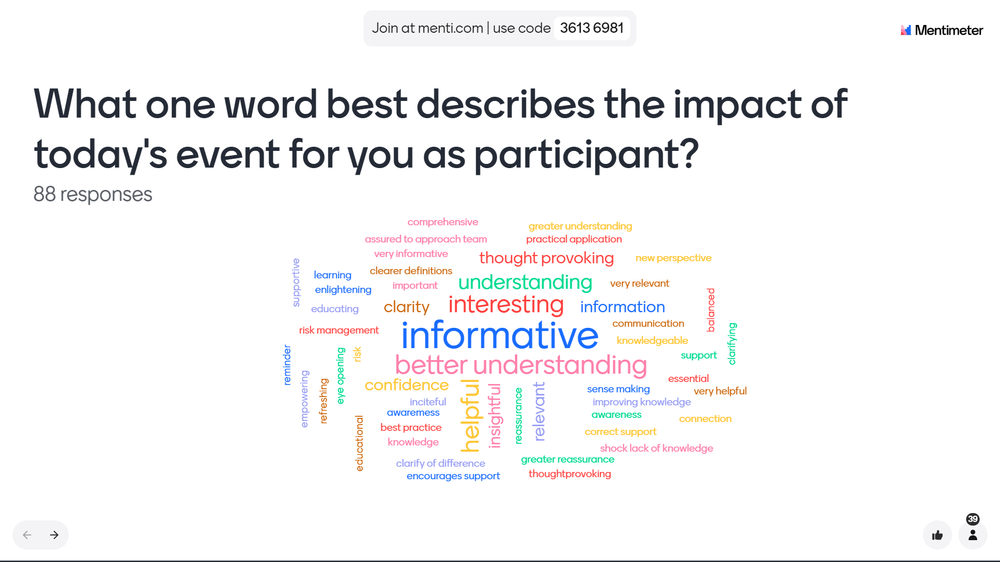 Join at menti.com | use code 3613 6981
Mentimeter
What one word best describes the impact of
today's event for you as participant?
88 responses
comprehensive
greater understanding
assured to approach team
practical application
very informative
thought provoking
new perspective
supportive
learning
clearer definitions
understanding
very relevant
enlightening
important
balanced
educating
clarity
interesting
information
communication
risk management
informative
knowledgeable
clarifying
reminder
eye opening
risk
better understanding
support
essential
empowering
refreshing
confidence
helpful
insightful
reassurance
relevant
sense making
very helpful
inciteful
improving knowledge
awaremess
awareness
connection
educational
best practice
correct support
knowledge
shock lack of knowledge
clarify of difference
greater reassurance
encourages support
thoughtprovoking
39